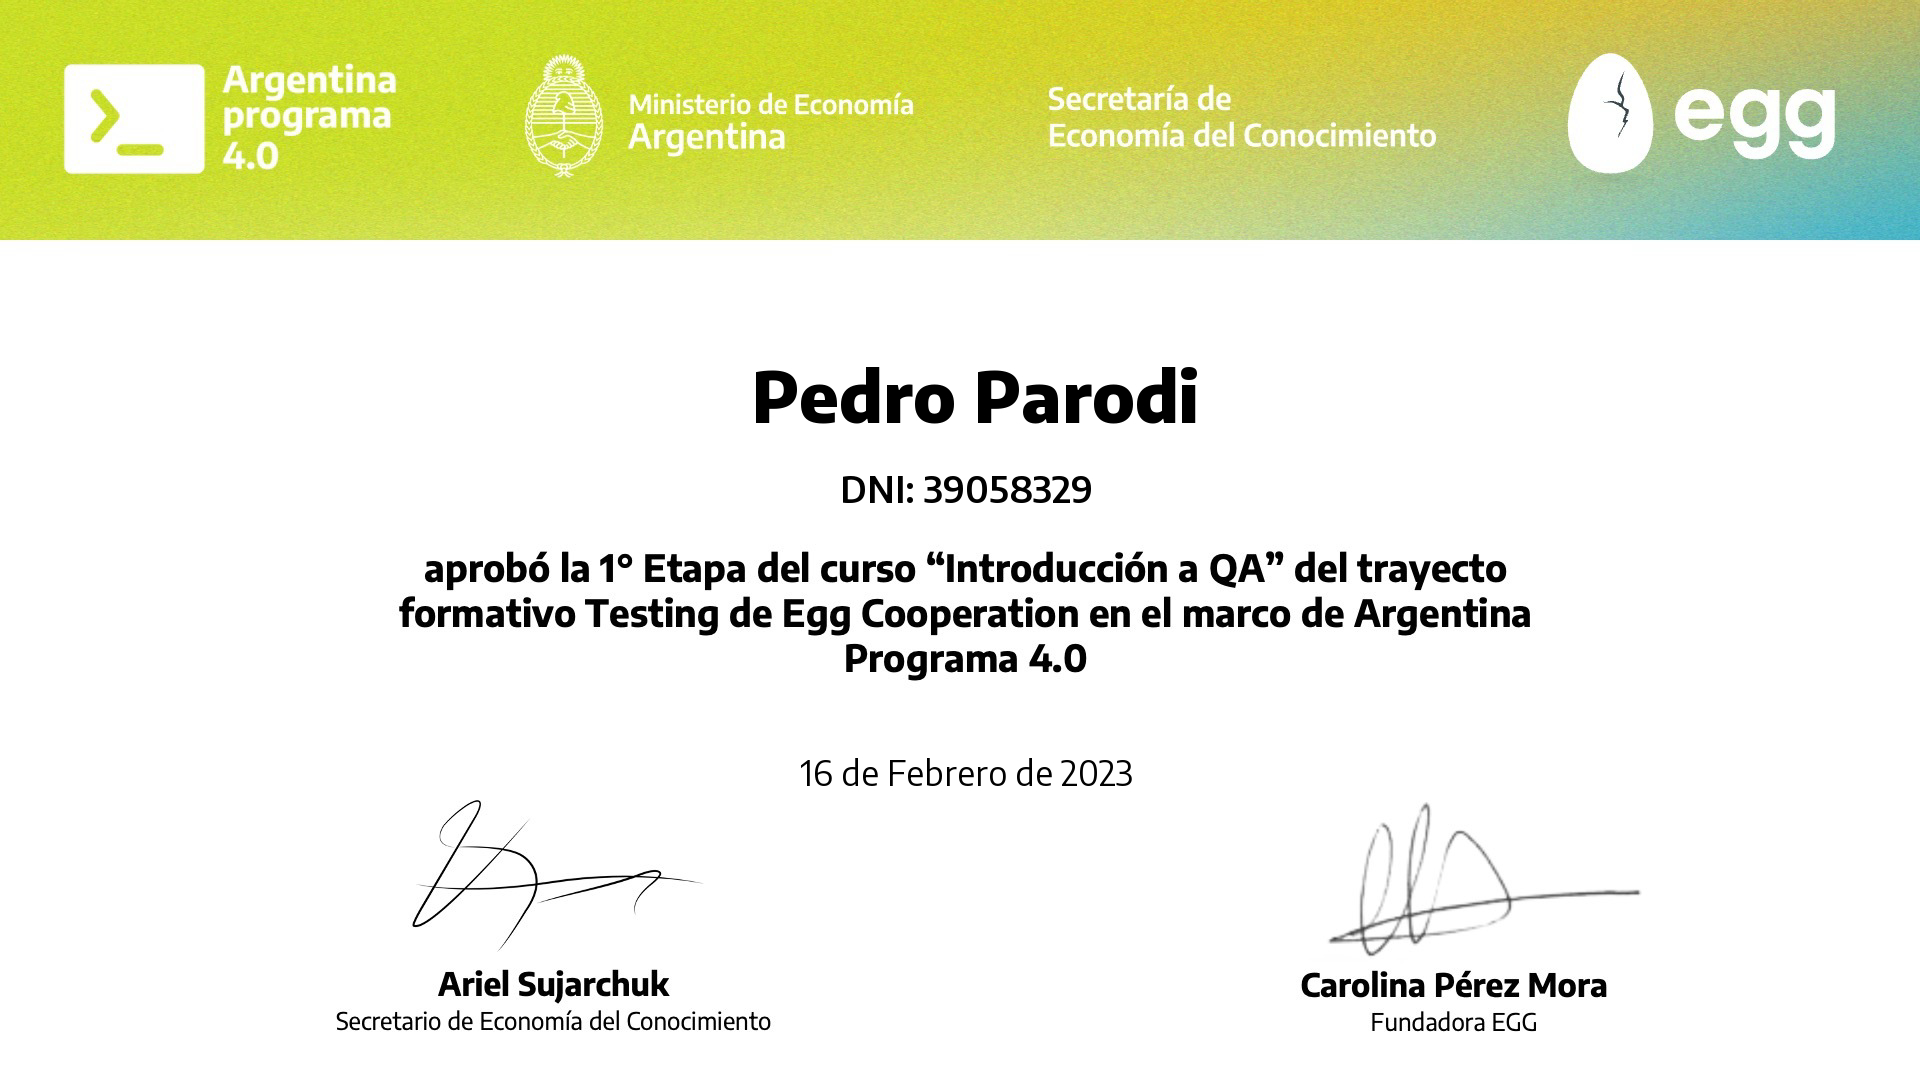 Argentina
programa
4.0
Ministerio de Economía
Argentina
Secretaría de
Economía del Conocimiento
egg
Pedro Parodi
DNI: 39058329
aprobó la 1° Etapa del curso “Introducción a QA” del trayecto
formativo Testing de Egg Cooperation en el marco de Argentina
Programa 4.0
16 de Febrero de 2023
Ariel Sujarchuk
Secretario de Economía del Conocimiento
Carolina Pérez Mora
Fundadora EGG